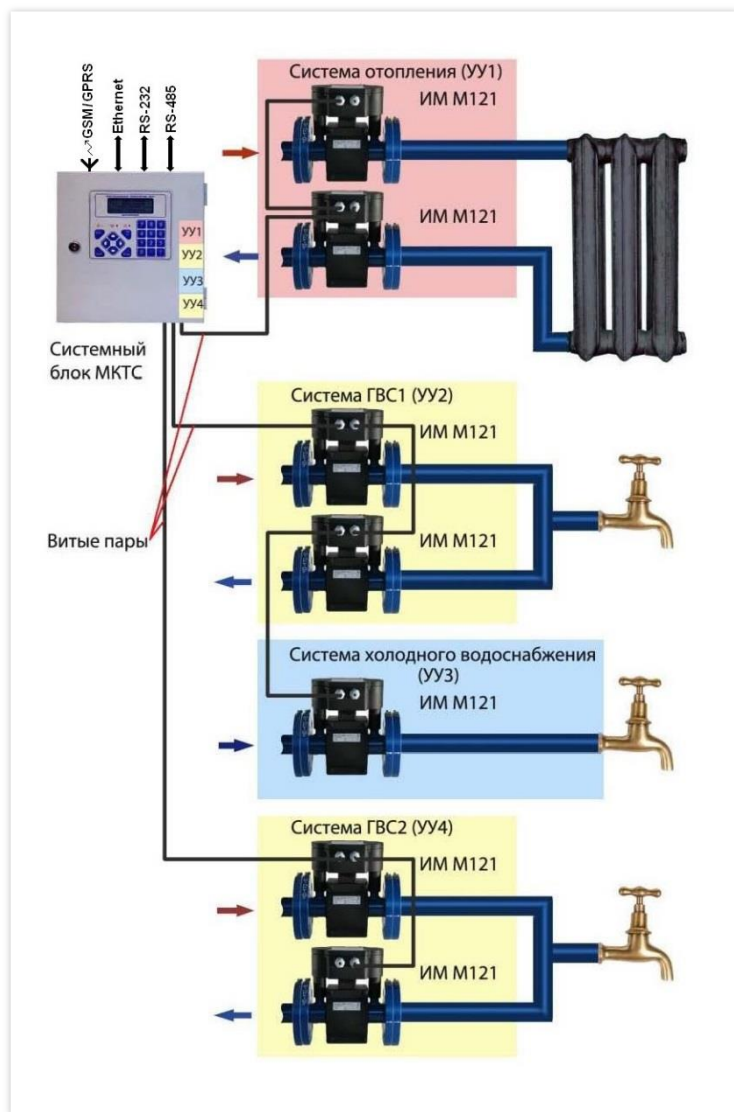 GSM/GPRS
Ethernet
RS-232
RS-485
Система отопления (УУ1)
ИМ М121
ИМ М121
УУ1
УУ2
УУ3
УУ4
Системный
блок МКТС
Система ГВС1 (УУ2)
ИМ М121
ИМ М121
Витые пары
Система холодного водоснабжения
(УУ3)
ИМ М121
Система ГВС2 (УУ4)
ИМ М121
ИМ М121